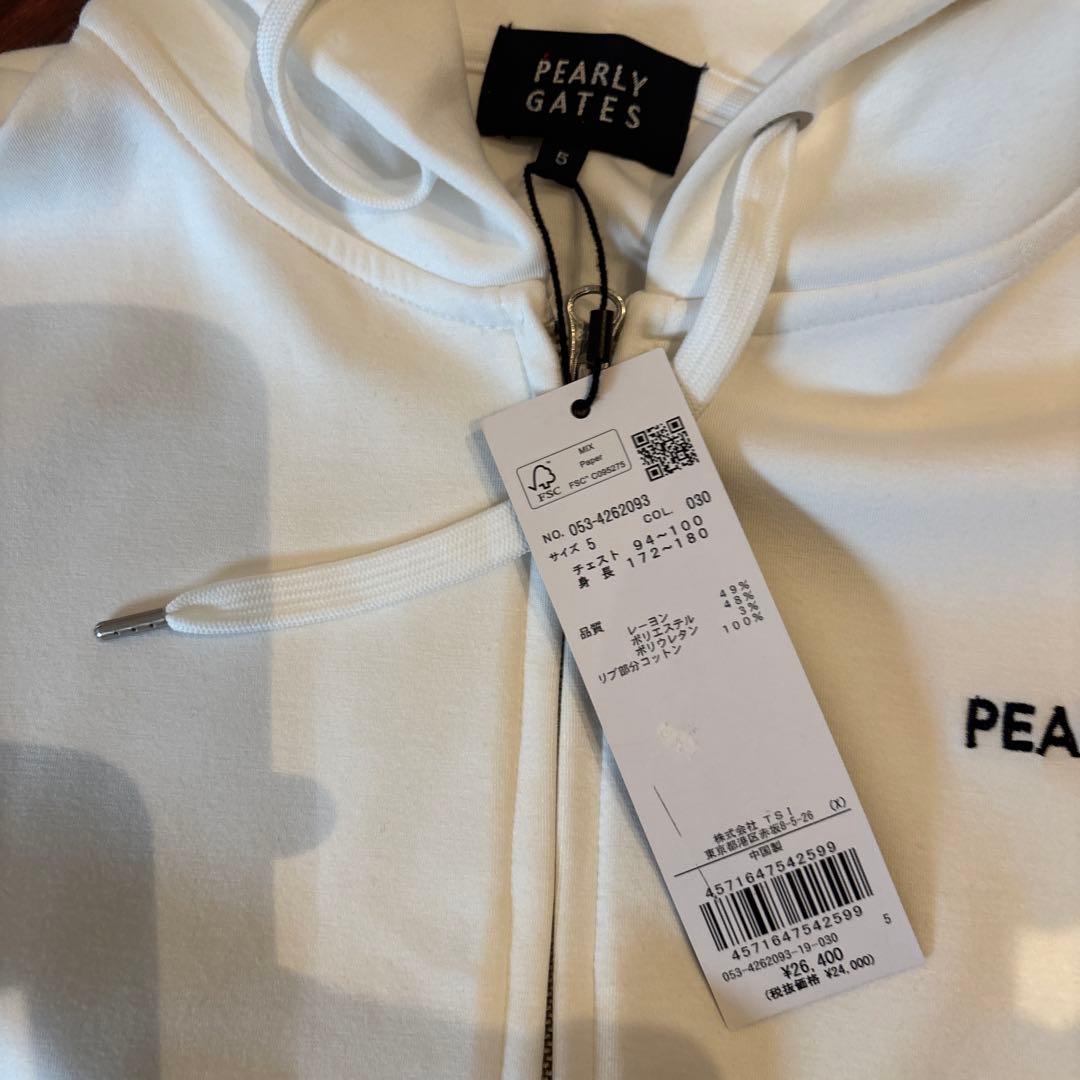 PEARLY
GATES
5
MIX
Paper
FSC™ C095275
FSC
NO. 053-4262093
COL. 030
サイズ 5
チェスト 94~100
身長 172~180
品質 レーヨン 49%
ポリエステル 48%
ポリウレタン 3%
リブ部分コットン 100%
株式会社 TSI
東京都港区赤坂8-5-26 (X)
中国製
4571647542599
4571647542599 5
053-4262093-19-030
¥26,400
(税抜価格 ¥24,000)
PEA